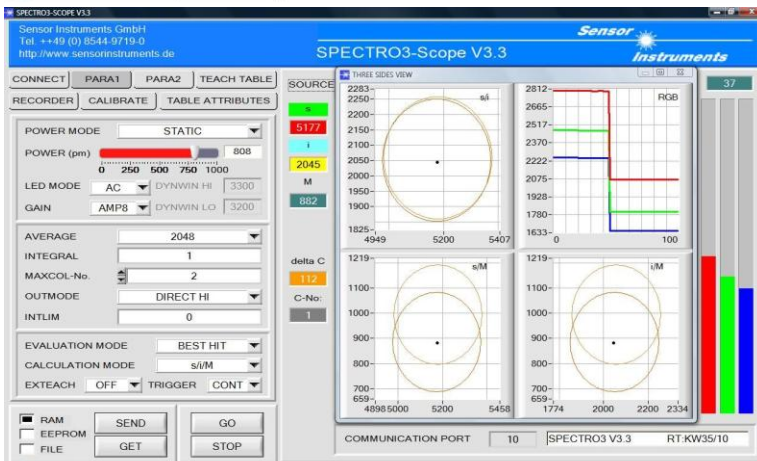 SPECTRO3-SCOPE V3.3
Sensor Instruments GmbH
Tel. ++49 (0) 8544-9719-0
http://www.sensorinstruments.de
SPECTRO3-Scope V3.3
Sensor
Instruments
CONNECT PARA1 PARA2 TEACH TABLE
RECORDER CALIBRATE TABLE ATTRIBUTES
POWER MODE STATIC
POWER (pm) 808
0 250 500 750 1000
LED MODE AC DYNWIN HI 3300
GAIN AMP8 DYNWIN LO 3200
AVERAGE 2048
INTEGRAL 1
MAXCOL-No. 2
OUTMODE DIRECT HI
INTLIM 0
EVALUATION MODE BEST HIT
CALCULATION MODE s/i/M
EXTEACH OFF TRIGGER CONT
RAM
EEPROM
FILE
SEND GO
GET STOP
SOURCE
s
5177
i
2045
M
882
delta C
112
C-No:
1
THREE SIDES VIEW
s/i
2283
2250
2200
2150
2100
2050
2000
1950
1900
1825
4949 5200 5407
RGB
2812
2665
2517
2370
2222
2075
1928
1780
1633
0 100
s/M
1219
1100
1000
900
800
700
659
4898 5000 5200 5458
i/M
1219
1100
1000
900
800
700
659
1774 2000 2200 2334
37
COMMUNICATION PORT 10 SPECTRO3 V3.3 RT:KW35/10